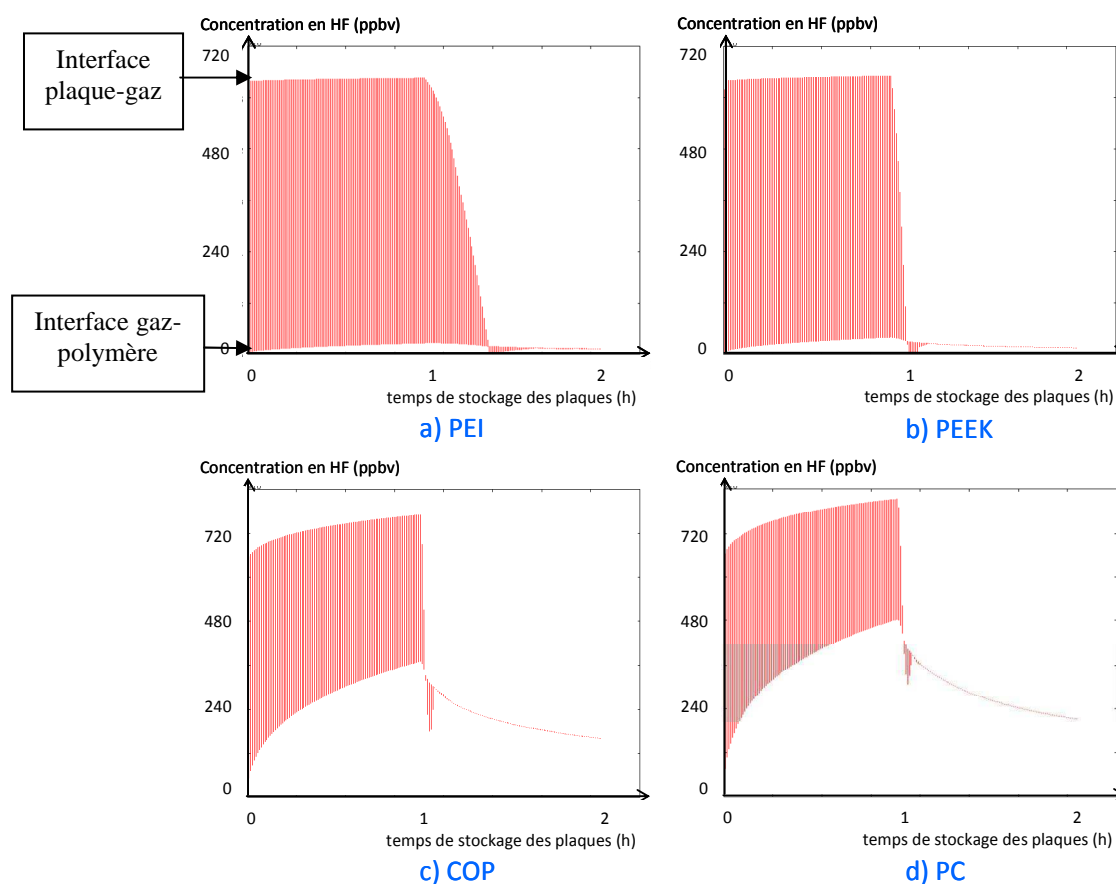 Concentration en HF (ppbv)
Interface
plaque-gaz
720
480
240
0
Interface gaz-
polymère
0 1 2
temps de stockage des plaques (h)
a) PEI
Concentration en HF (ppbv)
720
480
240
0
0 1 2
temps de stockage des plaques (h)
b) PEEK
Concentration en HF (ppbv)
720
480
240
0
0 1 2
temps de stockage des plaques (h)
c) COP
Concentration en HF (ppbv)
720
480
240
0
0 1 2
temps de stockage des plaques (h)
d) PC